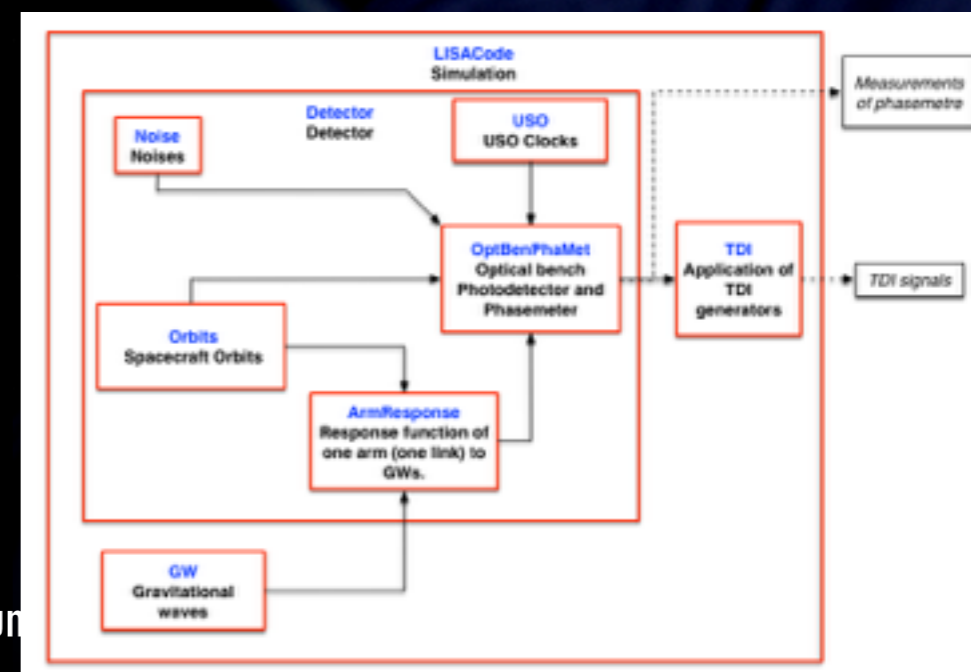 LISACode
Simulation
Detector
Detector
Noise
Noises
USO
USO Clocks
Measurements
of phasemetre
OptBenPhaMet
Optical bench
Photodetector and
Phasemeter
TDI
Application of
TDI
generators
TDI signals
Orbits
Spacecraft Orbits
ArmResponse
Response function of
one arm (one link) to
GWs.
GW
Gravitational
waves